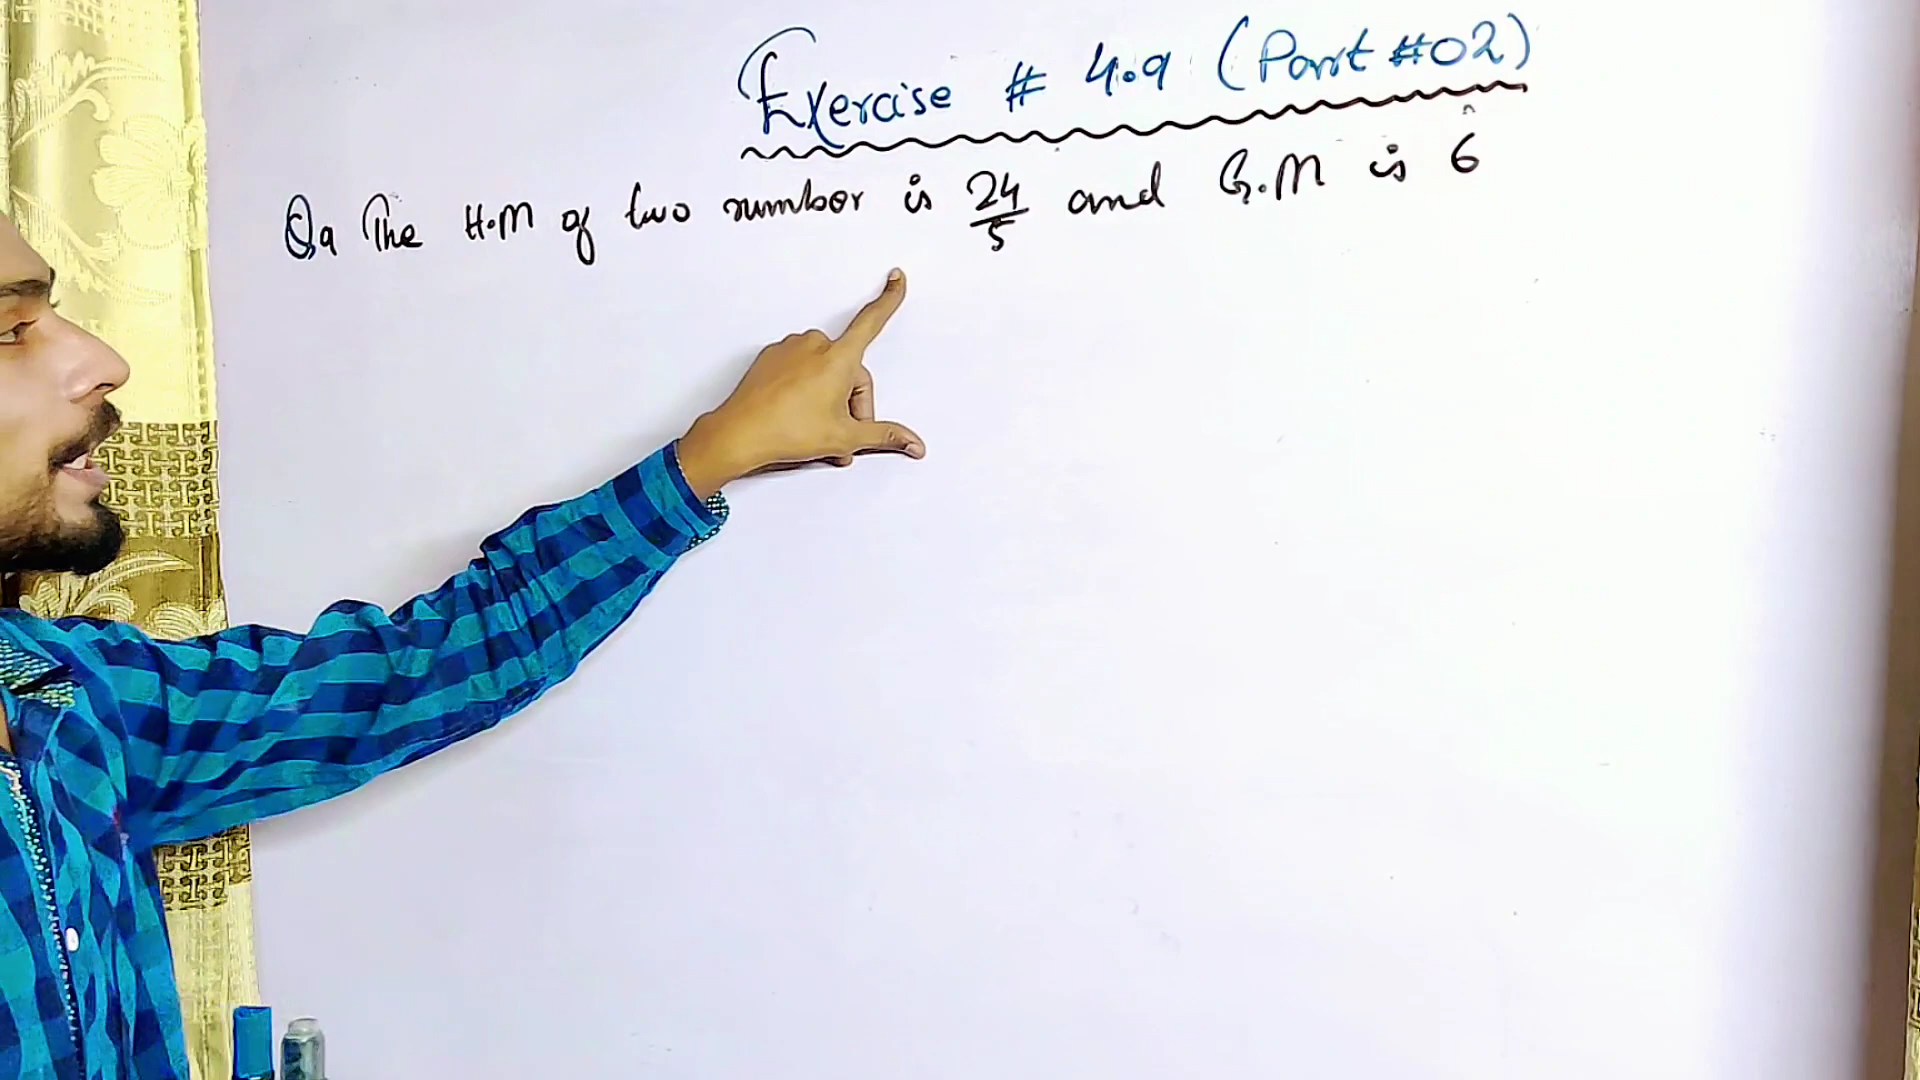 Exercise # 4.9 (Part #02)
Q9 The H.M of two number is 24/5 and G.M is 6